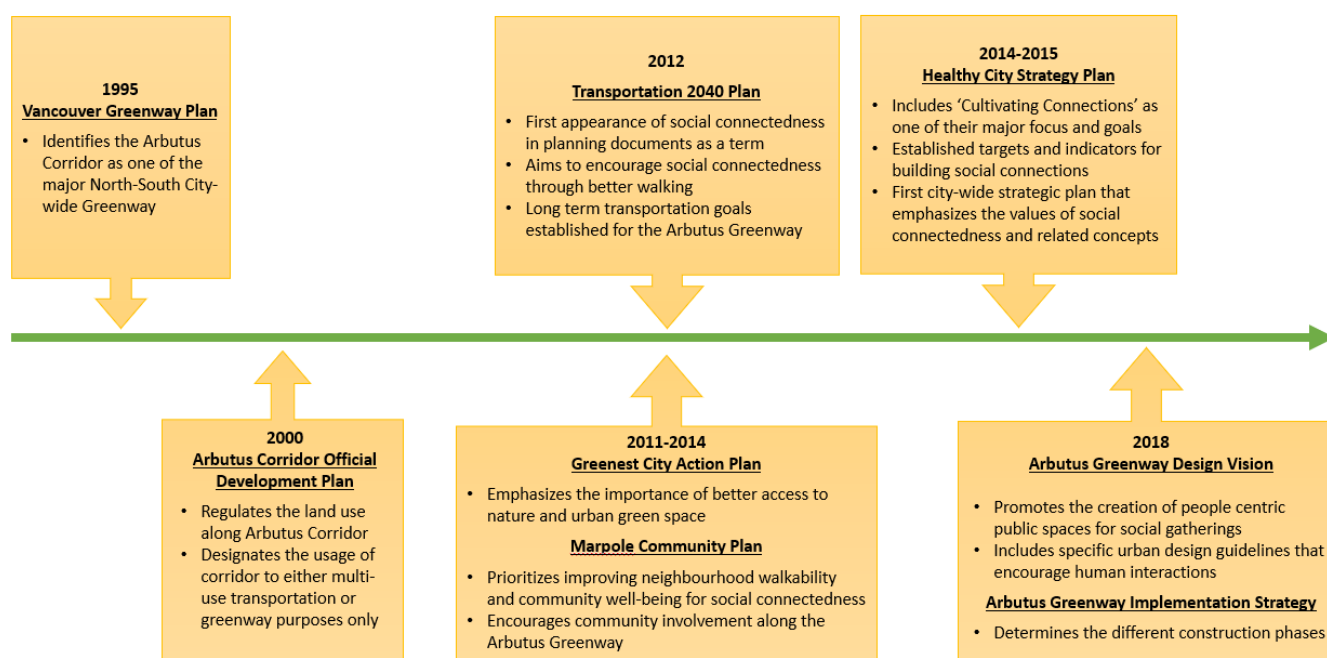 1995
Vancouver Greenway Plan
• Identifies the Arbutus
Corridor as one of the
major North-South City-
wide Greenway
2012
Transportation 2040 Plan
• First appearance of social connectedness
in planning documents as a term
• Aims to encourage social connectedness
through better walking
• Long term transportation goals
established for the Arbutus Greenway
2014-2015
Healthy City Strategy Plan
• Includes ‘Cultivating Connections’ as
one of their major focus and goals
• Established targets and indicators for
building social connections
• First city-wide strategic plan that
emphasizes the values of social
connectedness and related concepts
2000
Arbutus Corridor Official
Development Plan
• Regulates the land use
along Arbutus Corridor
• Designates the usage of
corridor to either multi-
use transportation or
greenway purposes only
2011-2014
Greenest City Action Plan
• Emphasizes the importance of better access to
nature and urban green space
Marpole Community Plan
• Prioritizes improving neighbourhood walkability
and community well-being for social connectedness
• Encourages community involvement along the
Arbutus Greenway
2018
Arbutus Greenway Design Vision
• Promotes the creation of people centric
public spaces for social gatherings
• Includes specific urban design guidelines that
encourage human interactions
Arbutus Greenway Implementation Strategy
• Determines the different construction phases